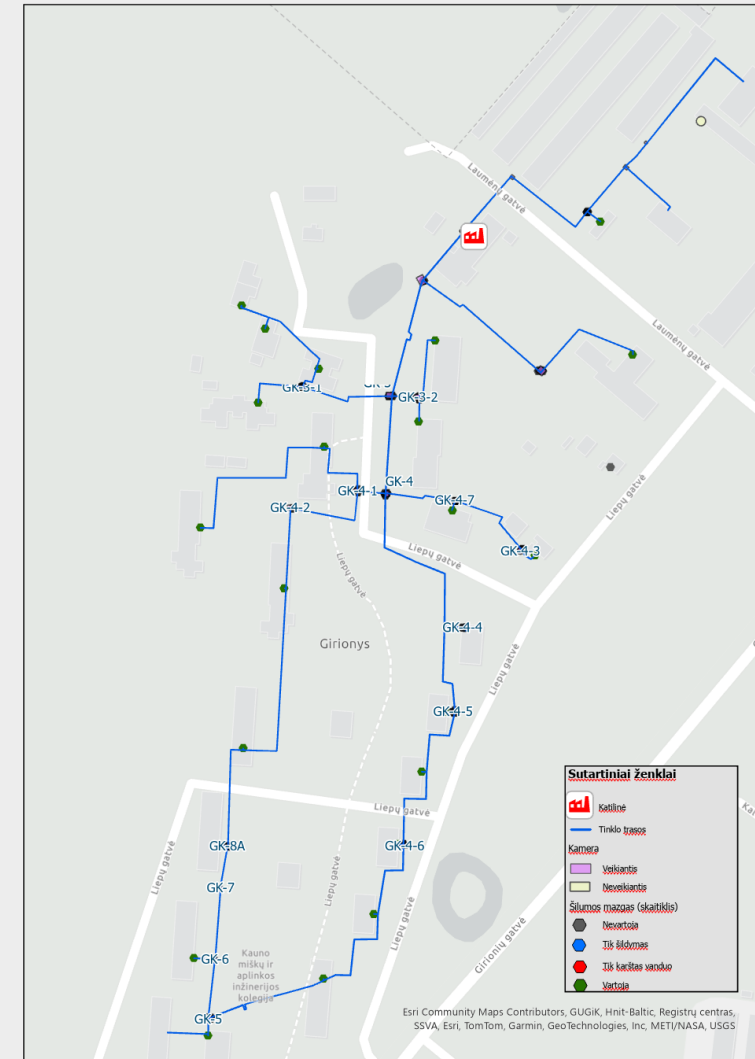 Laumėnų gatvė
Laumėnų gatvė
GK-3-1
GK-3
GK-3-2
GK-4
GK-4-1
GK-4-7
GK-4-2
GK-4-3
Liepų gatvė
Liepų gatvė
Liepų gatvė
GK-4-4
Girionys
Liepų gatvė
GK-4-5
Liepų gatvė
GK-4-6
GK-8A
Liepų gatvė
GK-7
Liepų gatvė
Liepų gatvė
Girionių gatvė
GK-6
Kauno
miškų ir
aplinkos
inžinerijos
kolegija
GK-5
Sutartiniai ženklai
Katilinė
Tinklo trasos
Kamera
Veikiantis
Neveikiantis
Šilumos mazgas (skaitiklis)
Nevartoja
Tik šildymas
Tik karštas vanduo
Vartoja
Esri Community Maps Contributors, GUGiK, Hnit-Baltic, Registrų centras,
SSVA, Esri, TomTom, Garmin, GeoTechnologies, Inc, METI/NASA, USGS